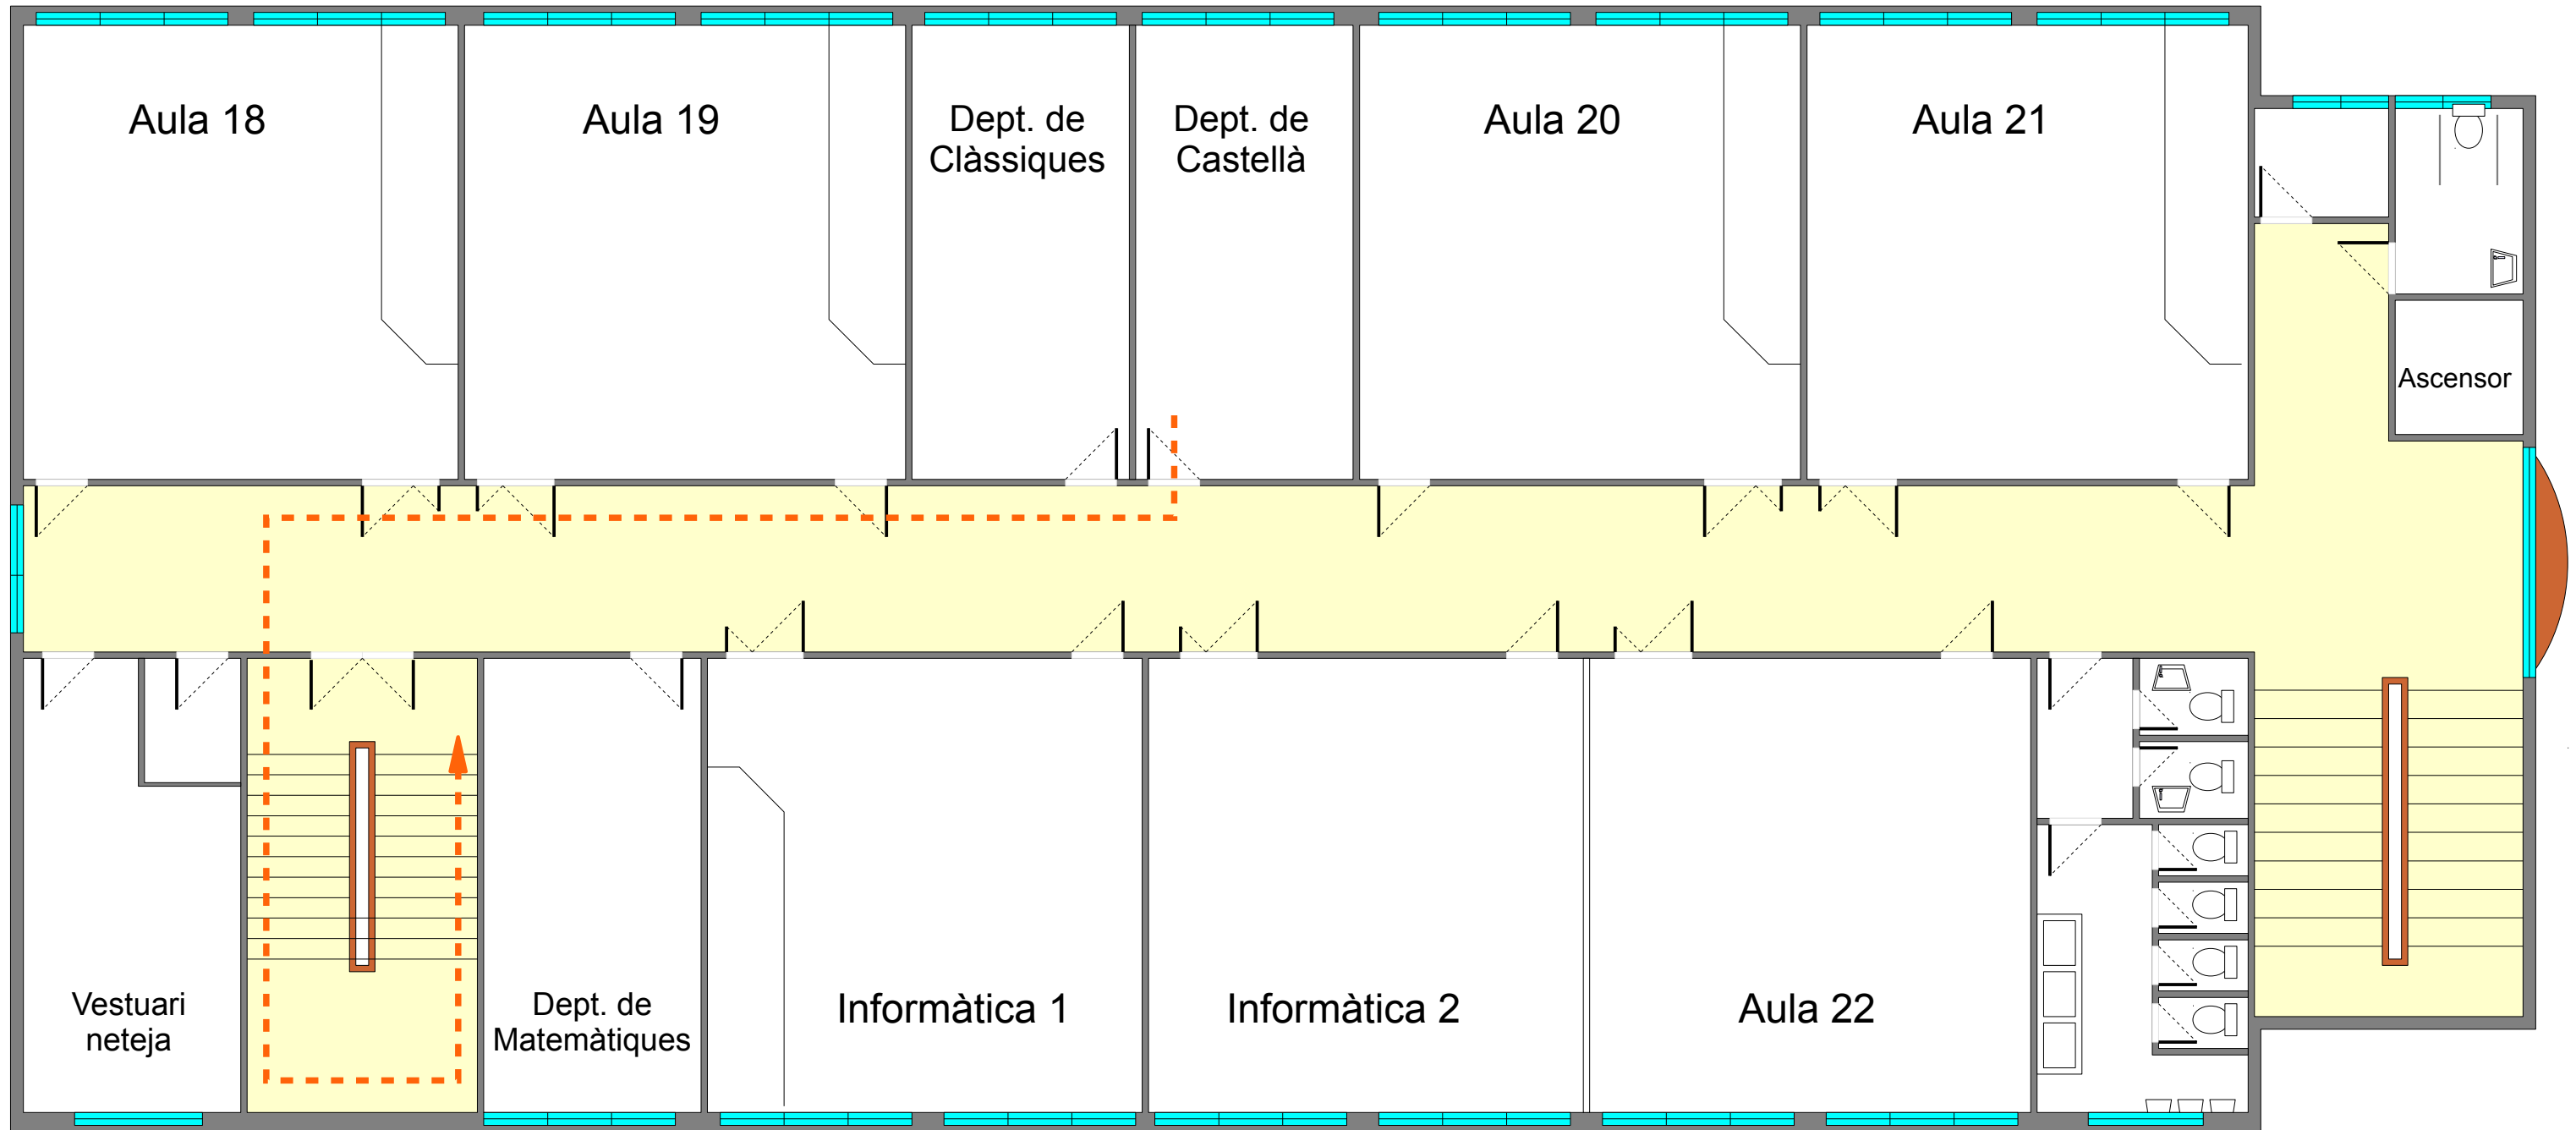 Aula 18
Aula 19
Dept. de
Clàssiques
Dept. de
Castellà
Aula 20
Aula 21
Ascensor
Vestuari
neteja
Dept. de
Matemàtiques
Informàtica 1
Informàtica 2
Aula 22